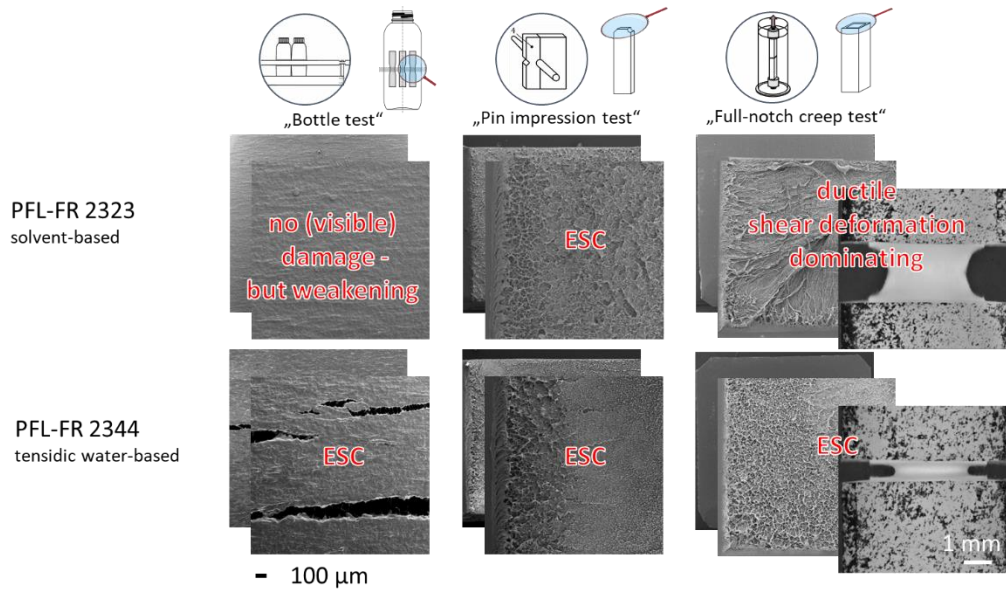 „Bottle test“
„Pin impression test“
„Full-notch creep test“
PFL-FR 2323
solvent-based
no (visible)
damage -
but weakening
ESC
ductile
shear deformation
dominating
PFL-FR 2344
tensidic water-based
ESC
ESC
ESC
1 mm
100 µm